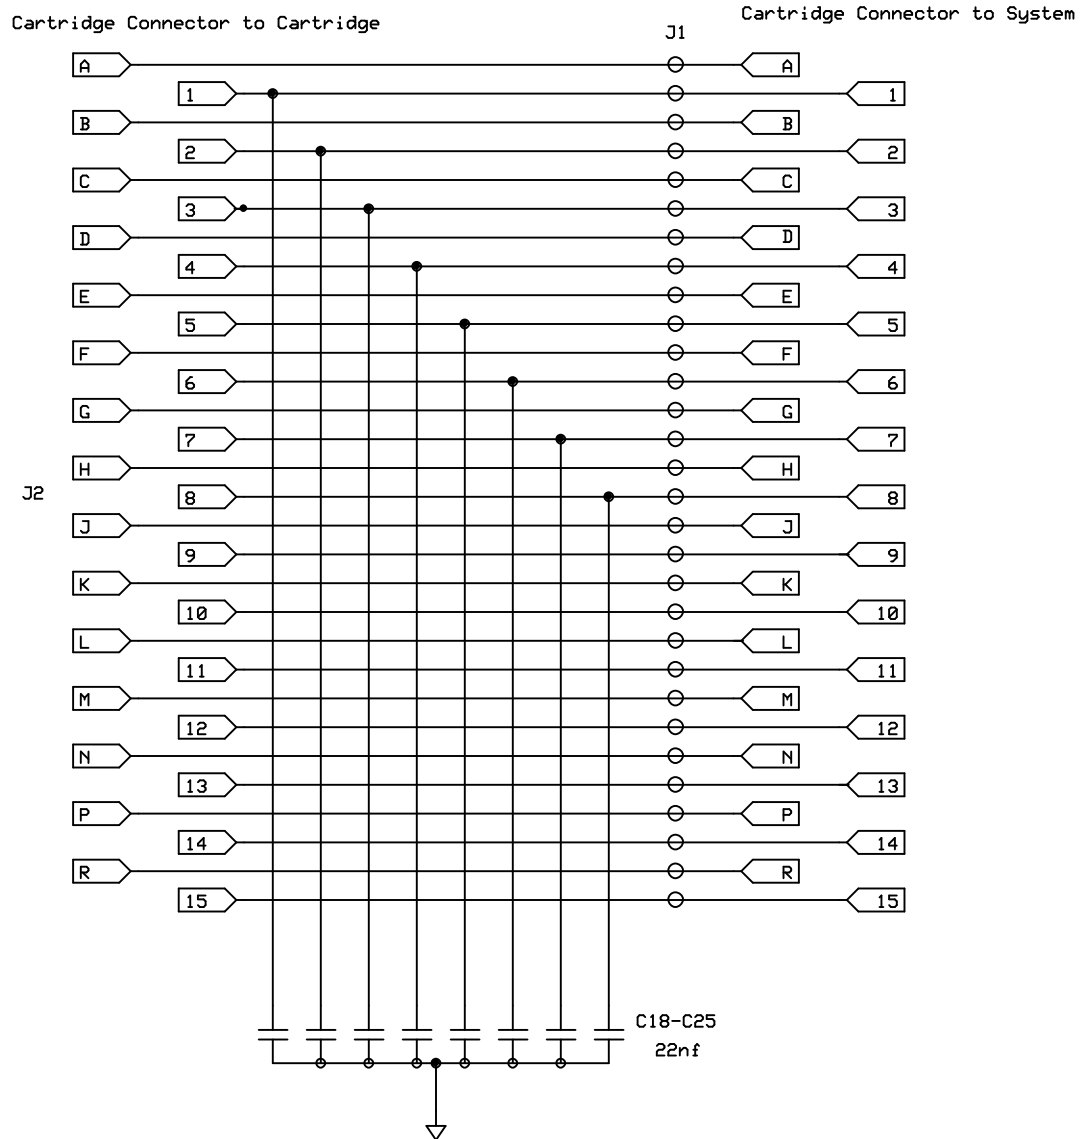 Cartridge Connector to Cartridge
Cartridge Connector to System
J1
A A
1 1
B B
2 2
C C
3 3
D D
4 4
E E
5 5
F F
6 6
G G
7 7
H H
J2
8 8
J J
9 9
K K
10 10
L L
11 11
M M
12 12
N N
13 13
P P
14 14
R R
15 15
C18-C25
22nf